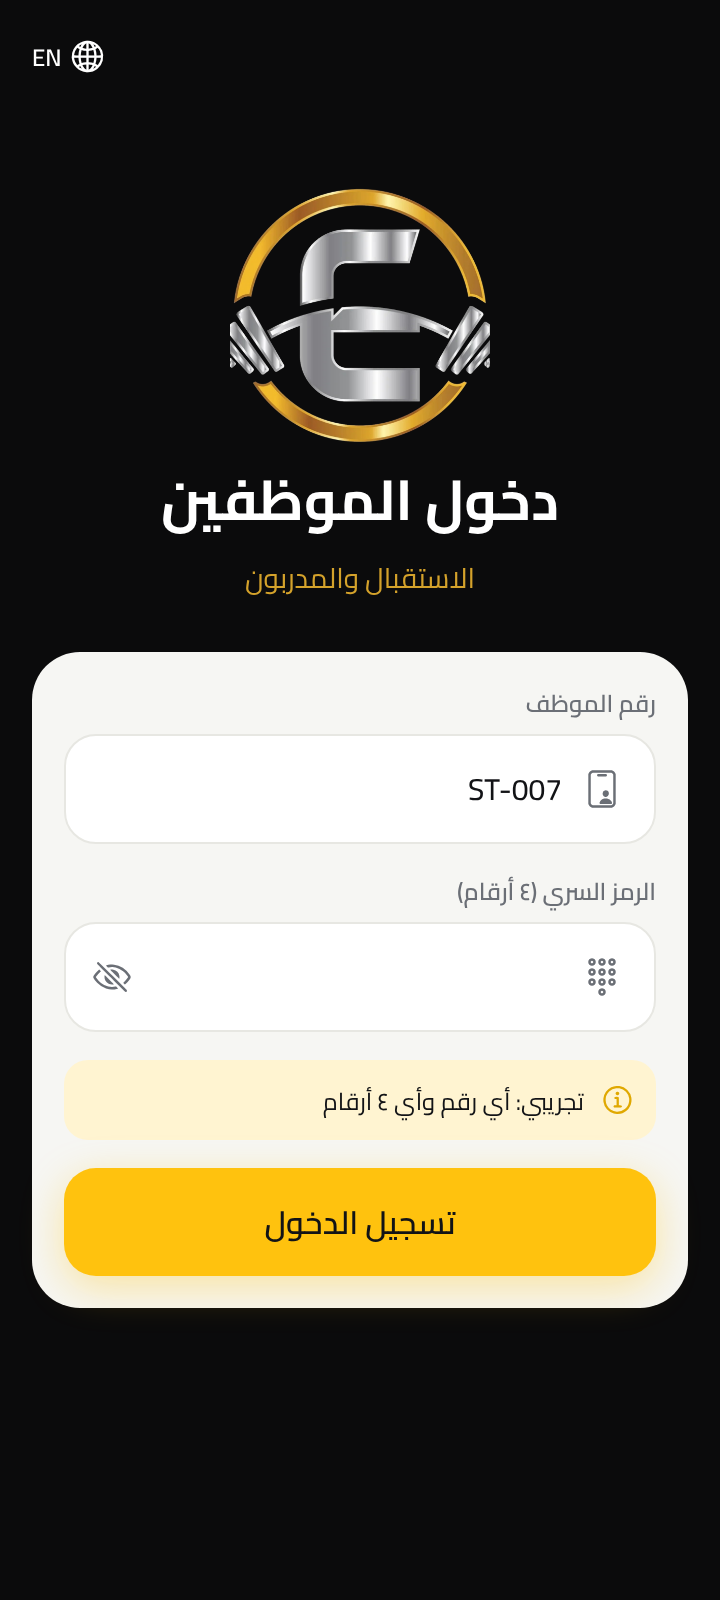 EN
E
دخول الموظفين
الاستقبال والمدربون
رقم الموظف
ST-007
الرمز السري (٤ أرقام)
تجريبي: أي رقم وأي ٤ أرقام
تسجيل الدخول